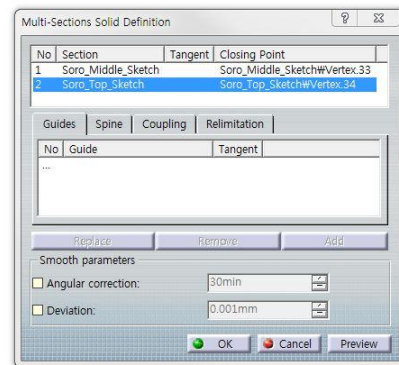 Multi-Sections Solid Definition
No Section Tangent Closing Point
1 Soro_Middle_Sketch Soro_Middle_Sketch₩Vertex.33
2 Soro_Top_Sketch Soro_Top_Sketch₩Vertex.34
Guides Spine Coupling Relimitation
No Guide Tangent
...
Replace Remove Add
Smooth parameters
Angular correction: 30min
Deviation: 0.001mm
OK Cancel Preview